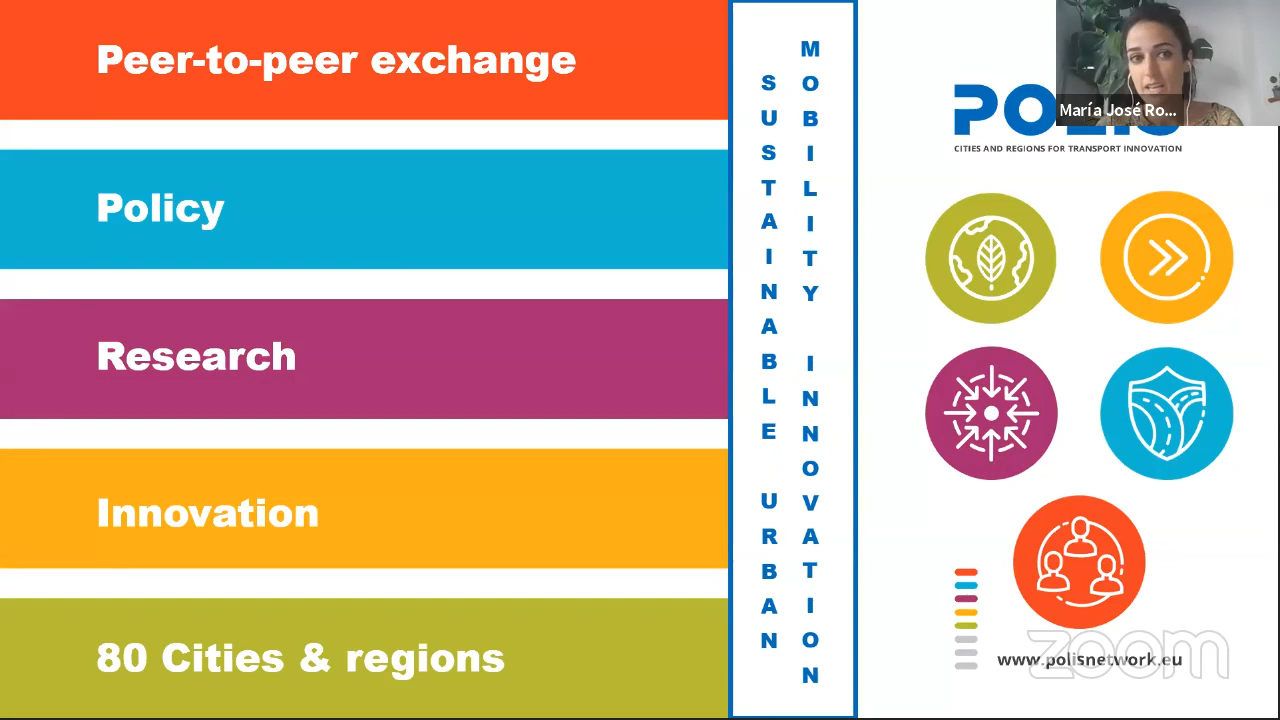 Peer-to-peer exchange
Policy
Research
Innovation
80 Cities & regions
SUSTAINABLE URBAN
MOBILITY INNOVATION
María José Ro...
POLIS
CITIES AND REGIONS FOR TRANSPORT INNOVATION
www.polisnetwork.eu
zoom